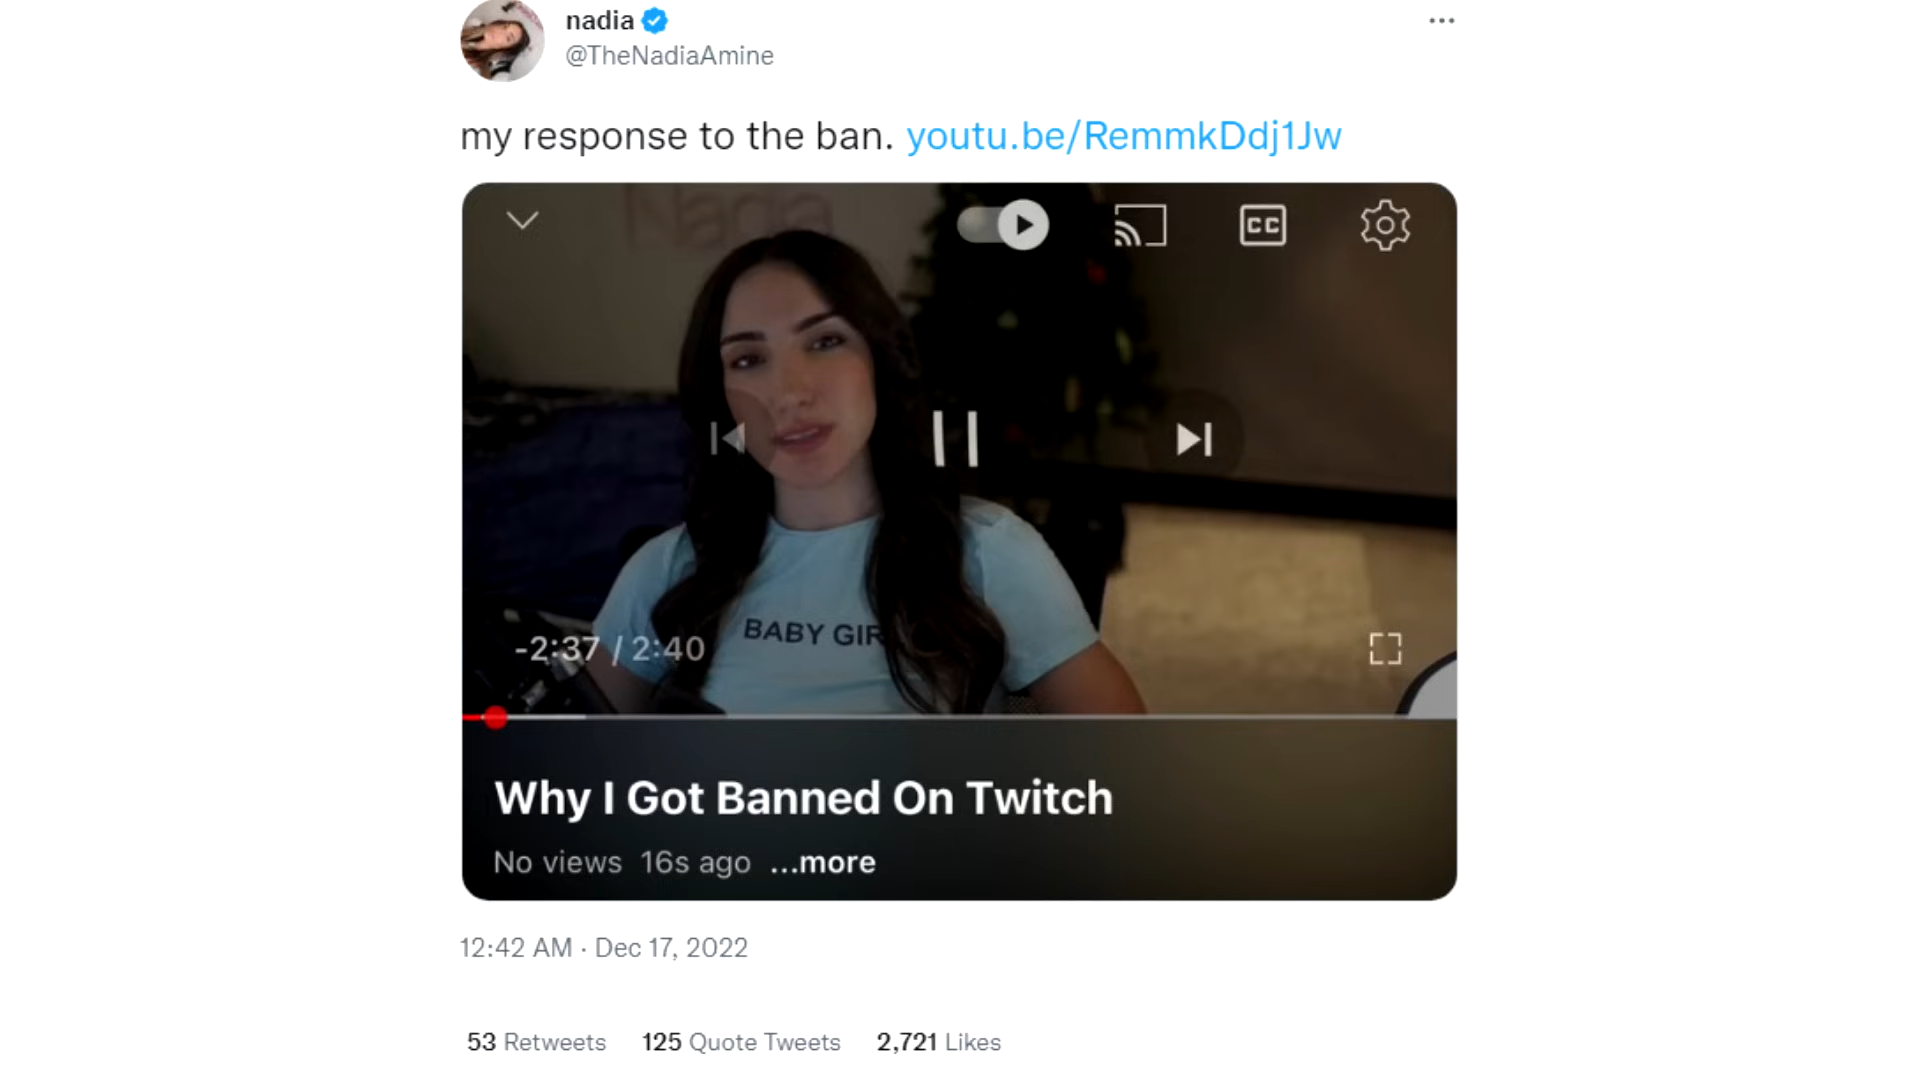 nadia
@TheNadiaAmine
my response to the ban. youtu.be/RemmkDdj1Jw
Nadia
CC
BABY GIR
-2:37 / 2:40
Why I Got Banned On Twitch
No views 16s ago ...more
12:42 AM · Dec 17, 2022
53 Retweets 125 Quote Tweets 2,721 Likes